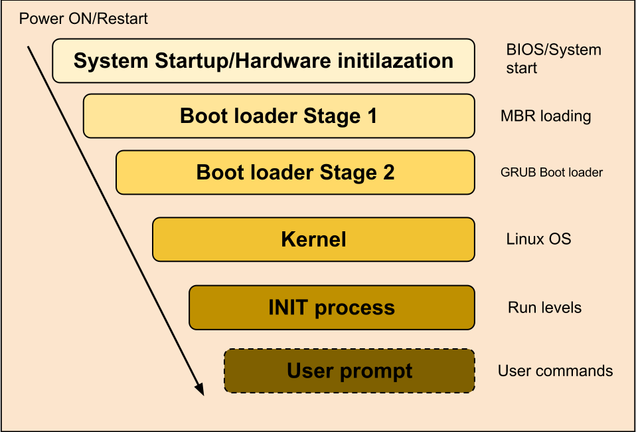 Power ON/Restart
System Startup/Hardware initilazation
BIOS/System
start
Boot loader Stage 1
MBR loading
Boot loader Stage 2
GRUB Boot loader
Kernel
Linux OS
INIT process
Run levels
User prompt
User commands